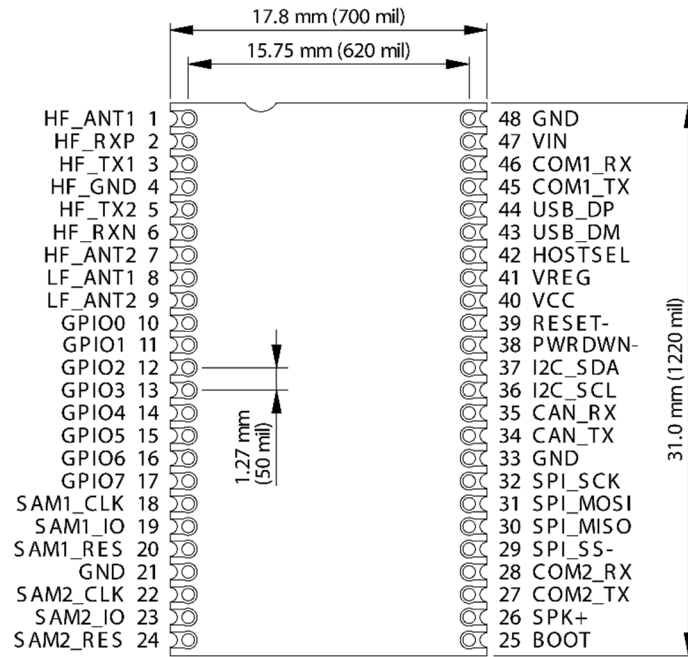 17.8 mm (700 mil)
15.75 mm (620 mil)
HF_ANT1 1
HF_RXP 2
HF_TX1 3
HF_GND 4
HF_TX2 5
HF_RXN 6
HF_ANT2 7
LF_ANT1 8
LF_ANT2 9
GPIO0 10
GPIO1 11
GPIO2 12
GPIO3 13
GPIO4 14
GPIO5 15
GPIO6 16
GPIO7 17
SAM1_CLK 18
SAM1_IO 19
SAM1_RES 20
GND 21
SAM2_CLK 22
SAM2_IO 23
SAM2_RES 24
1.27 mm
(50 mil)
48 GND
47 VIN
46 COM1_RX
45 COM1_TX
44 USB_DP
43 USB_DM
42 HOSTSEL
41 VREG
40 VCC
39 RESET-
38 PWRDWN-
37 I2C_SDA
36 I2C_SCL
35 CAN_RX
34 CAN_TX
33 GND
32 SPI_SCK
31 SPI_MOSI
30 SPI_MISO
29 SPI_SS-
28 COM2_RX
27 COM2_TX
26 SPK+
25 BOOT
31.0 mm (1220 mil)